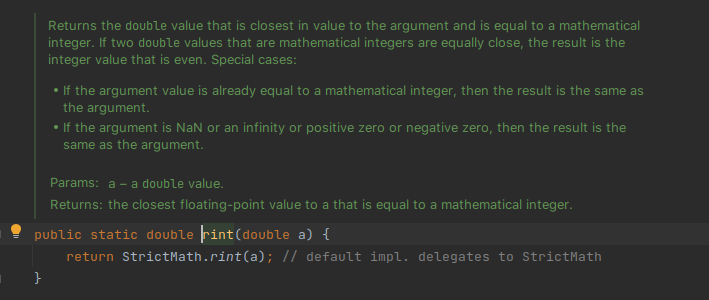 Returns the double value that is closest in value to the argument and is equal to a mathematical
integer. If two double values that are mathematical integers are equally close, the result is the
integer value that is even. Special cases:
• If the argument value is already equal to a mathematical integer, then the result is the same as
the argument.
• If the argument is NaN or an infinity or positive zero or negative zero, then the result is the
same as the argument.
Params: a – a double value.
Returns: the closest floating-point value to a that is equal to a mathematical integer.
public static double rint(double a) {
    return StrictMath.rint(a); // default impl. delegates to StrictMath
}